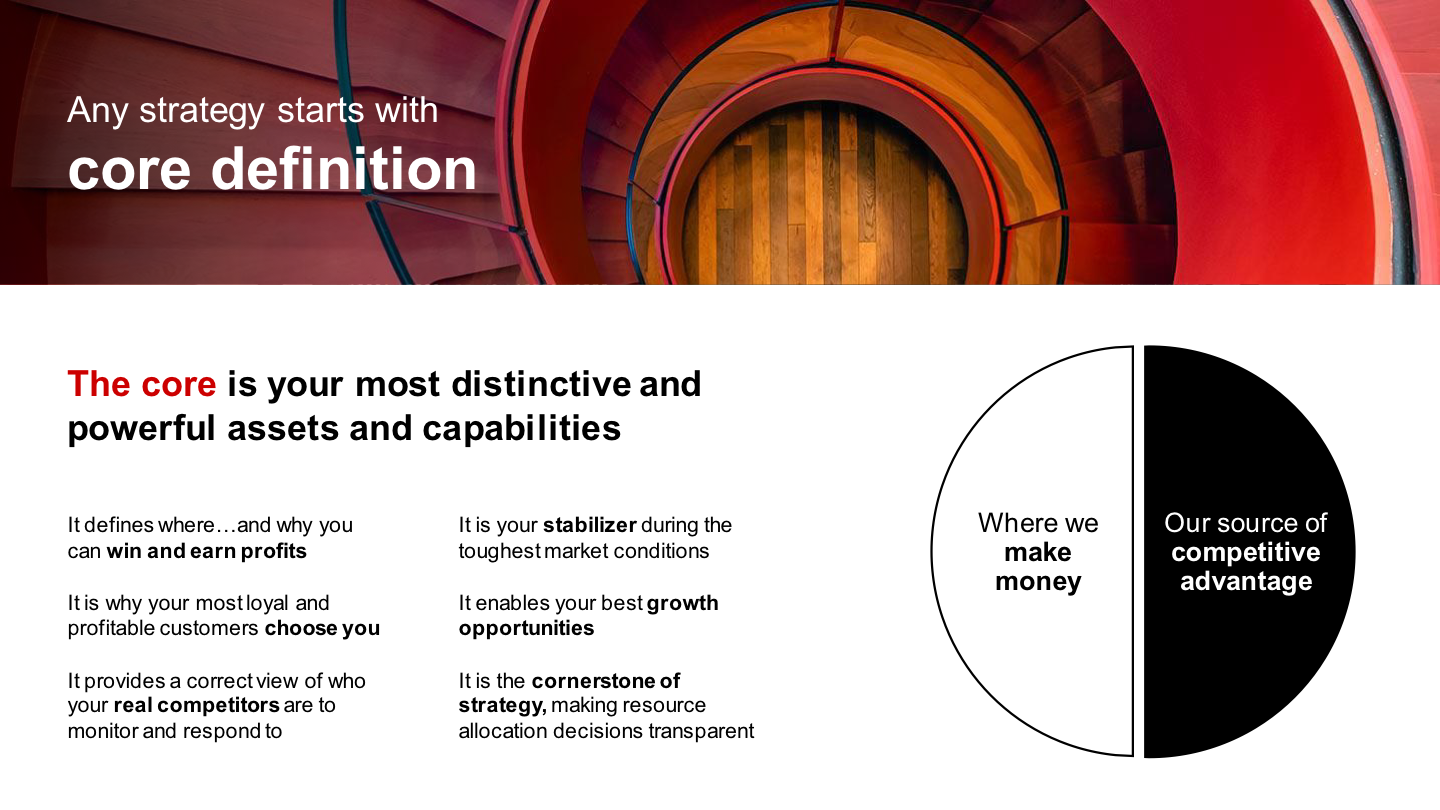 Any strategy starts with
core definition
The core is your most distinctive and
powerful assets and capabilities
It defines where…and why you
can win and earn profits
It is why your most loyal and
profitable customers choose you
It provides a correct view of who
your real competitors are to
monitor and respond to
It is your stabilizer during the
toughest market conditions
It enables your best growth
opportunities
It is the cornerstone of
strategy, making resource
allocation decisions transparent
Where we
make
money
Our source of
competitive
advantage